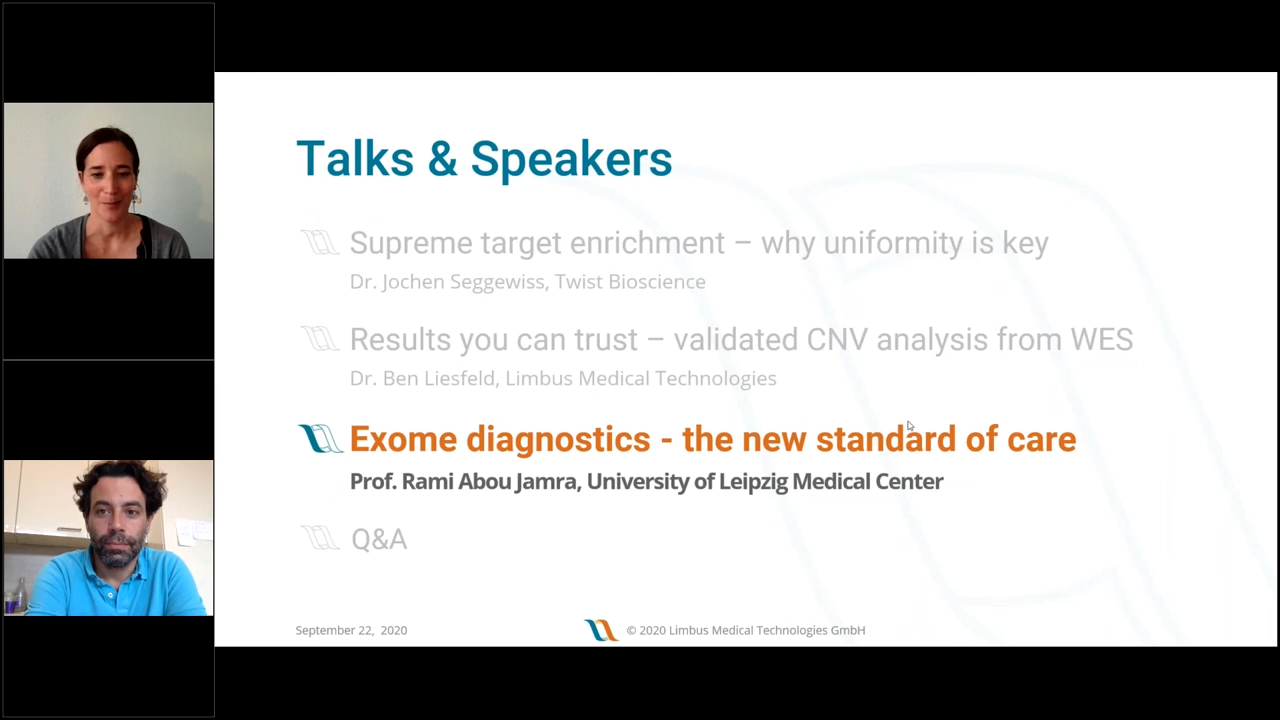 Talks & Speakers
Supreme target enrichment – why uniformity is key
Dr. Jochen Seggewiss, Twist Bioscience
Results you can trust – validated CNV analysis from WES
Dr. Ben Liesfeld, Limbus Medical Technologies
Exome diagnostics - the new standard of care
Prof. Rami Abou Jamra, University of Leipzig Medical Center
Q&A
September 22, 2020
© 2020 Limbus Medical Technologies GmbH